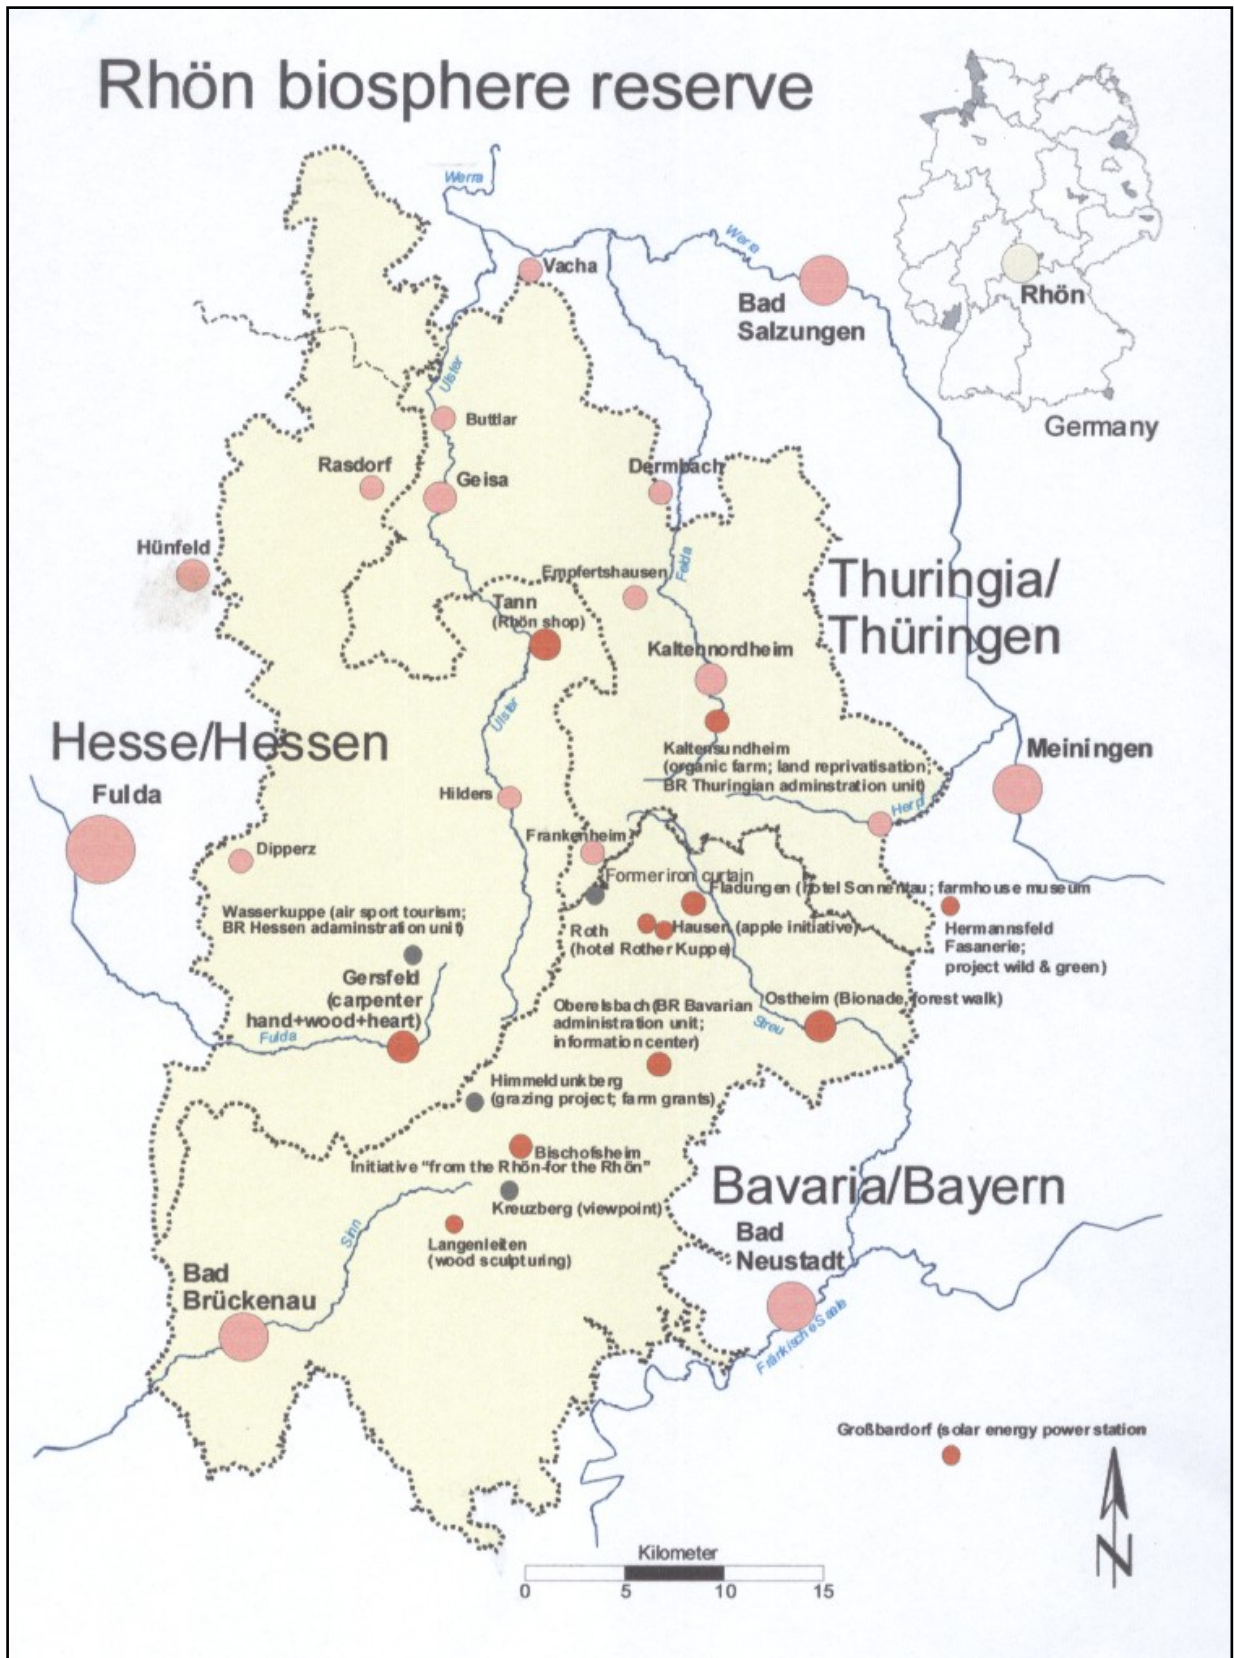 Rhön biosphere reserve
Werra
Werra
Vacha
Bad
Salzungen
Rhön
Germany
Ulster
Buttlar
Rasdorf
Geisa
Dermbach
Hünfeld
Empfertshausen
Felda
Thuringia/
Thüringen
Tann
(Rhön shop)
Kaltennordheim
Ulster
Hesse/Hessen
Fulda
Kaltensundheim
(organic farm; land reprivatisation;
BR Thuringian adminstration unit)
Meiningen
Hilders
Herpf
Frankenheim
Dipperz
Former iron curtain
Fladungen (hotel Sonnentau; farmhouse museum
Wasserkuppe (air sport tourism;
BR Hessen adaminstration unit)
Roth
(hotel Rother Kuppe)
Hausen (apple initiative)
Hermannsfeld
Fasanerie;
project wild & green)
Gersfeld
(carpenter
hand+wood+heart)
Fulda
Oberelsbach (BR Bavarian
administration unit;
information center)
Ostheim (Bionade, forest walk)
Streu
Himmeldunkberg
(grazing project; farm grants)
Bischofsheim
Initiative "from the Rhön-for the Rhön"
Kreuzberg (viewpoint)
Bavaria/Bayern
Sinn
Langenleiten
(wood sculpturing)
Bad
Neustadt
Bad
Brückenau
Fränkische Saale
Großbardorf (solar energy power station
N
Kilometer
0 5 10 15